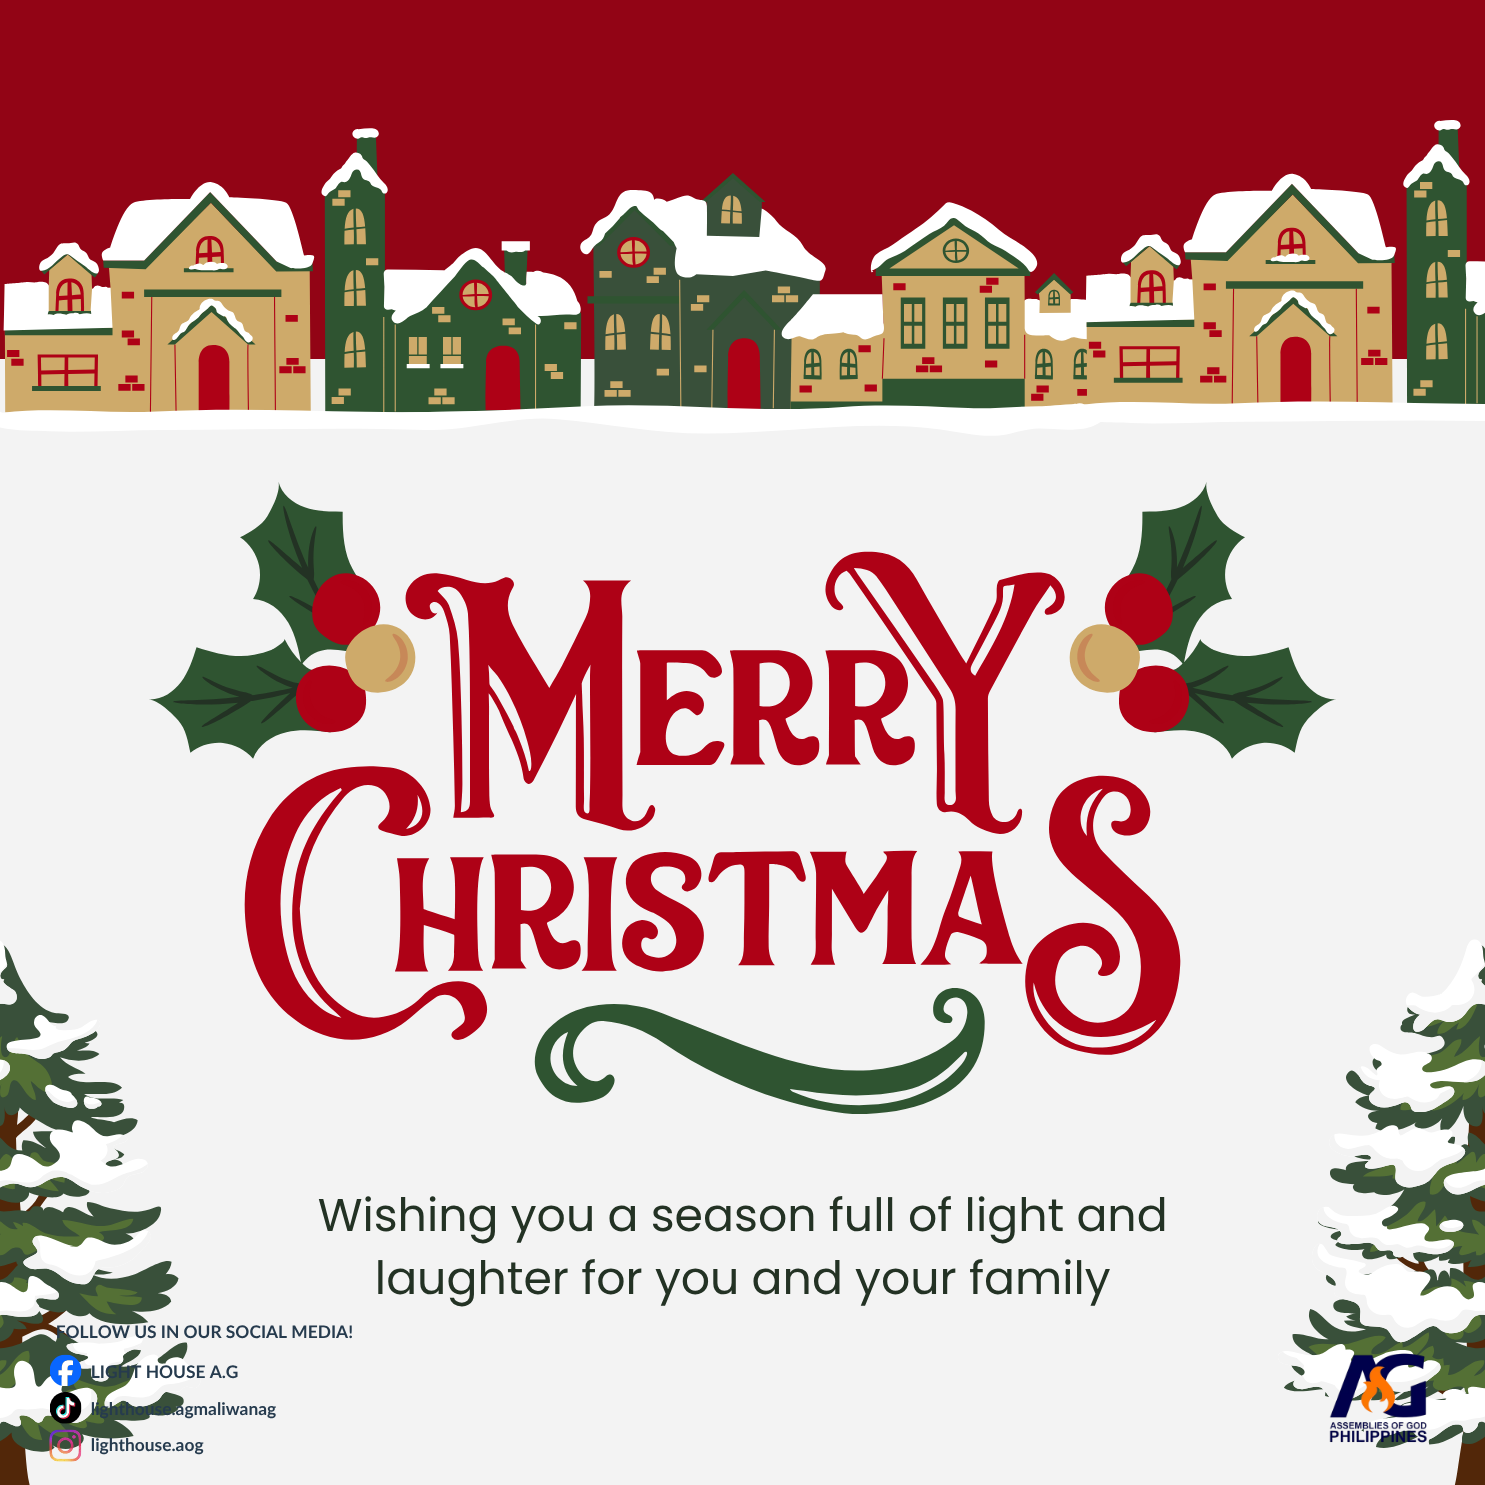 MERRY
CHRISTMAS
Wishing you a season full of light and
laughter for you and your family
FOLLOW US IN OUR SOCIAL MEDIA!
LIGHT HOUSE A.G
lighthouse.agmaliwanag
lighthouse.aog
AG
ASSEMBLIES OF GOD
PHILIPPINES